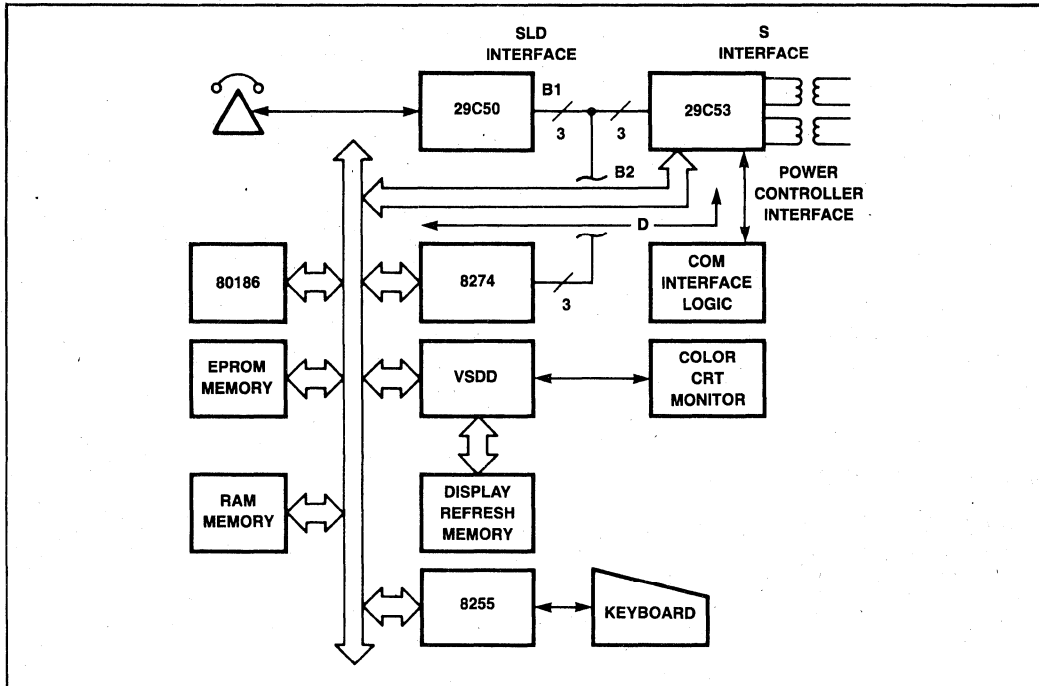 SLD
INTERFACE
S
INTERFACE
29C50
B1
3
3
29C53
B2
POWER
CONTROLLER
INTERFACE
D
80186
8274
3
COM
INTERFACE
LOGIC
EPROM
MEMORY
VSDD
COLOR
CRT
MONITOR
RAM
MEMORY
DISPLAY
REFRESH
MEMORY
8255
KEYBOARD